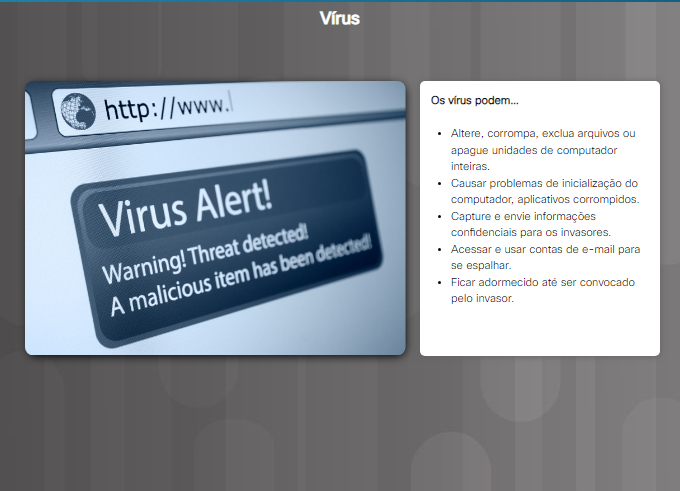 Vírus
http://www.
Virus Alert!
Warning! Threat detected!
A malicious item has been detected!
Os vírus podem...
Altere, corrompa, exclua arquivos ou
apague unidades de computador
inteiras.
Causar problemas de inicialização do
computador, aplicativos corrompidos.
Capture e envie informações
confidenciais para os invasores.
Acessar e usar contas de e-mail para
se espalhar.
Ficar adormecido até ser convocado
pelo invasor.